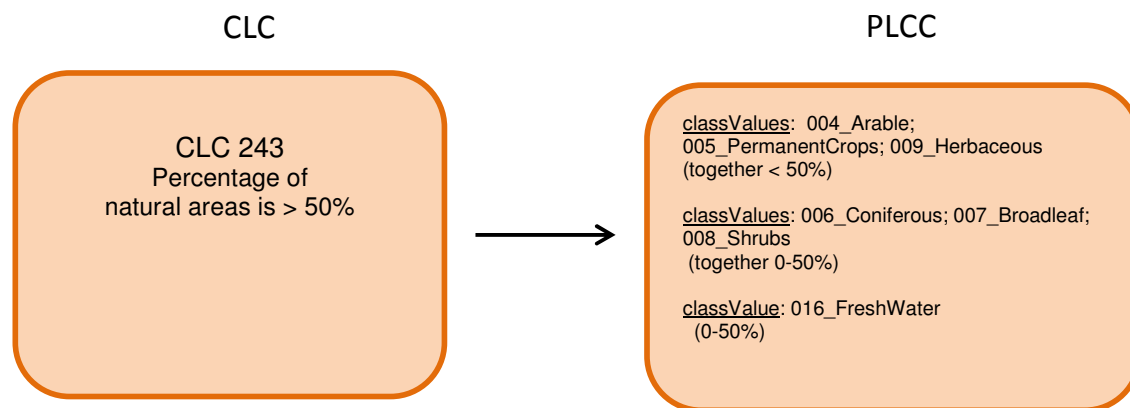 CLC
PLCC
CLC 243
Percentage of
natural areas is > 50%
classValues: 004_Arable;
005_PermanentCrops; 009_Herbaceous
(together < 50%)
classValues: 006_Coniferous; 007_Broadleaf;
008_Shrubs
(together 0-50%)
classValue: 016_FreshWater
(0-50%)